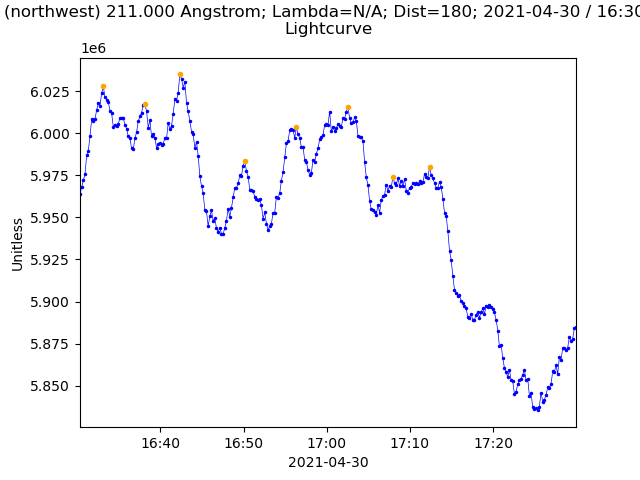 (northwest) 211.000 Angstrom; Lambda=N/A; Dist=180; 2021-04-30 / 16:30
Lightcurve
1e6
6.025
6.000
5.975
5.950
5.925
5.900
5.875
5.850
Unitless
16:40 16:50 17:00 17:10 17:20
2021-04-30